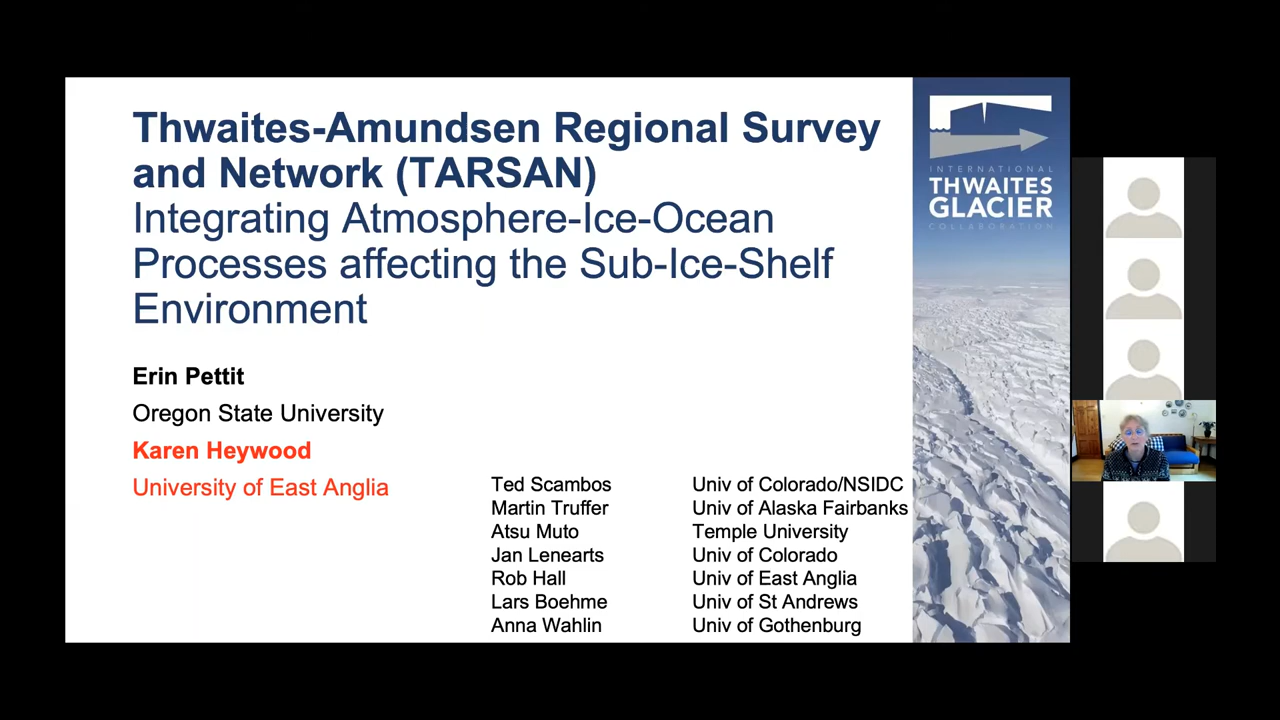 Thwaites-Amundsen Regional Survey
and Network (TARSAN)
Integrating Atmosphere-Ice-Ocean
Processes affecting the Sub-Ice-Shelf
Environment
Erin Pettit
Oregon State University
Karen Heywood
University of East Anglia
Ted Scambos Univ of Colorado/NSIDC
Martin Truffer Univ of Alaska Fairbanks
Atsu Muto Temple University
Jan Lenearts Univ of Colorado
Rob Hall Univ of East Anglia
Lars Boehme Univ of St Andrews
Anna Wahlin Univ of Gothenburg
INTERNATIONAL
THWAITES
GLACIER
COLLABORATION